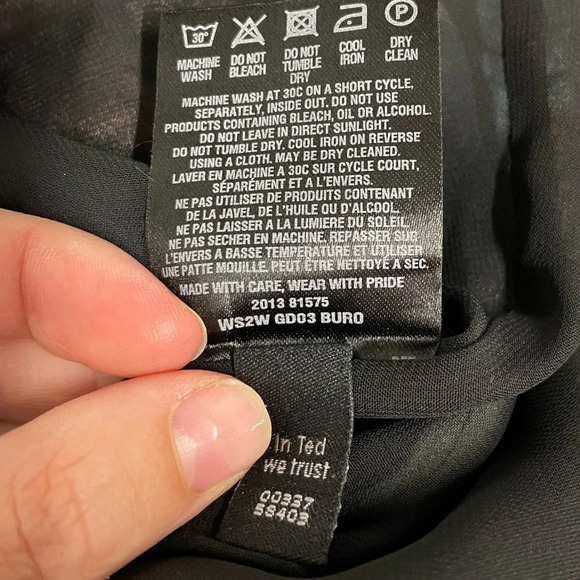 30°
P
MACHINE WASH
DO NOT BLEACH
DO NOT TUMBLE DRY
COOL IRON
DRY CLEAN
MACHINE WASH AT 30C ON A SHORT CYCLE,
SEPARATELY, INSIDE OUT. DO NOT USE
PRODUCTS CONTAINING BLEACH, OIL OR ALCOHOL.
DO NOT LEAVE IN DIRECT SUNLIGHT.
DO NOT TUMBLE DRY. COOL IRON ON REVERSE
USING A CLOTH. MAY BE DRY CLEANED.
LAVER EN MACHINE A 30C SUR CYCLE COURT,
SÉPARÉMENT ET A L'ENVERS.
NE PAS UTILISER DE PRODUITS CONTENANT
DE LA JAVEL, DE L'HUILE OU D'ALCOOL.
NE PAS LAISSER A LA LUMIERE DU SOLEIL.
NE PAS SECHER EN MACHINE. REPASSER SUR
L'ENVERS A BASSE TEMPERATURE ET UTILISER
UNE PATTE MOUILLE. PEUT ÊTRE NETTOYÉ A SEC.
MADE WITH CARE, WEAR WITH PRIDE
2013 81575
WS2W GD03 BURO
In Ted
we trust
00337
58403